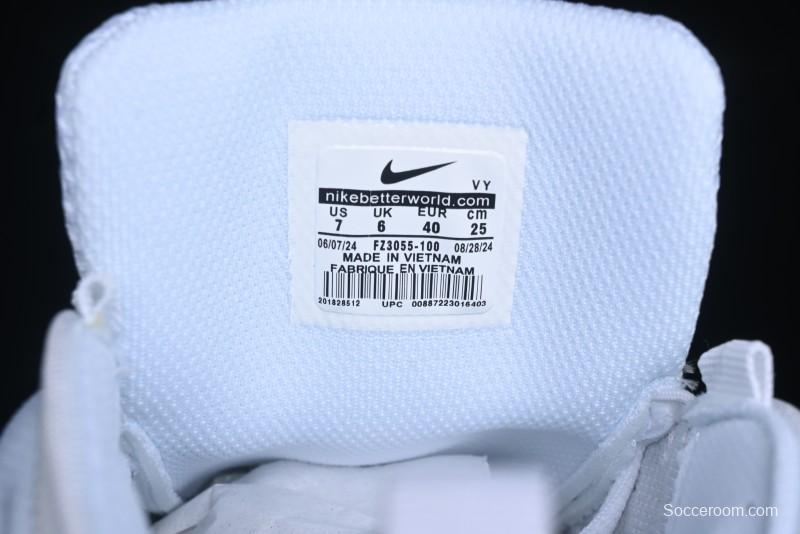 VY
nikebetterworld.com
US UK EUR cm
7 6 40 25
06/07/24 FZ3055-100 08/28/24
MADE IN VIETNAM
FABRIQUE EN VIETNAM
201828512 UPC 00887223016403
Socceroom.com